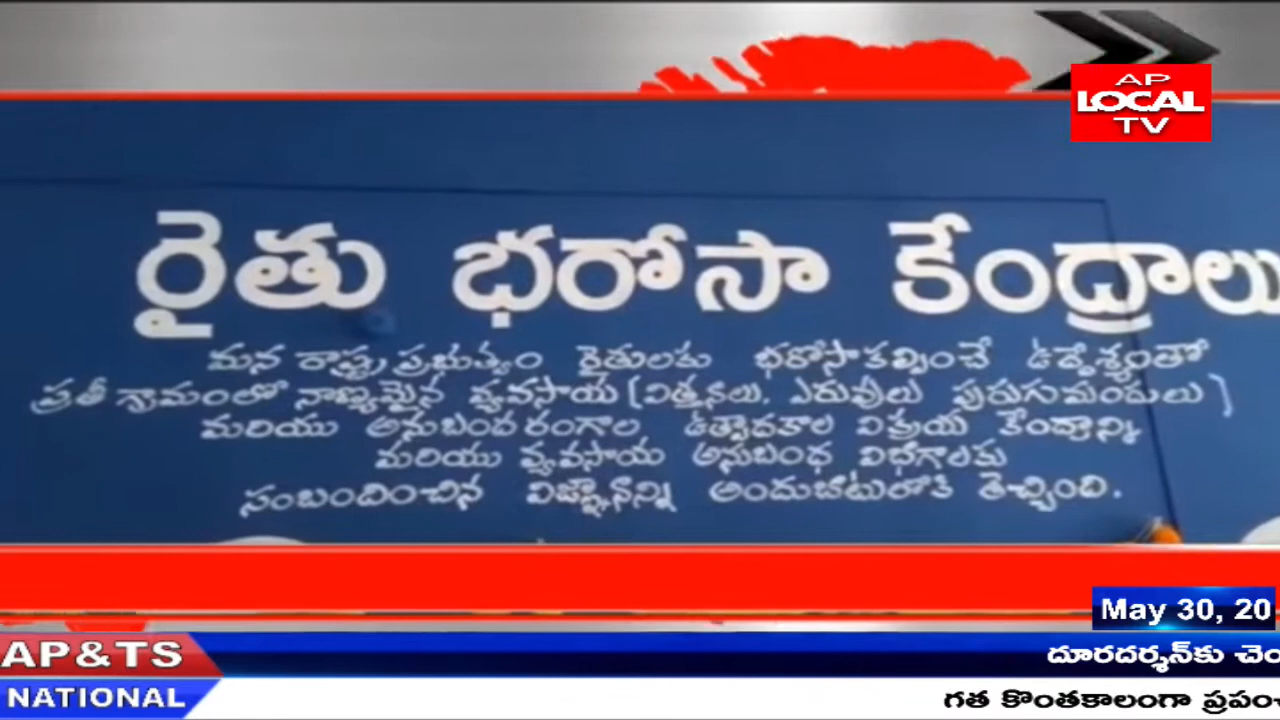 AP
LOCAL
TV
రైతు భరోసా కేంద్రాలు
మన రాష్ట్ర ప్రభుత్వం రైతులకు భరోసా కల్పించే ఉద్దేశ్యంతో
ప్రతీ గ్రామంలో నాణ్యమైన వ్యవసాయ (విత్తనలు, ఎరువులు పురుగుమందులు)
మరియు అనుబంధ రంగాల ఉత్పాదకాల విక్రయ కేంద్రాన్ని
మరియు వ్యవసాయ అనుబంధ విభాగాలకు
సంబందించిన విజ్ఞానాన్ని అందుబాటులోకి తెచ్చింది.
May 30, 20
AP&TS
దూరదర్శన్‌కు చెం
NATIONAL
గత కొంతకాలంగా ప్రపంచ